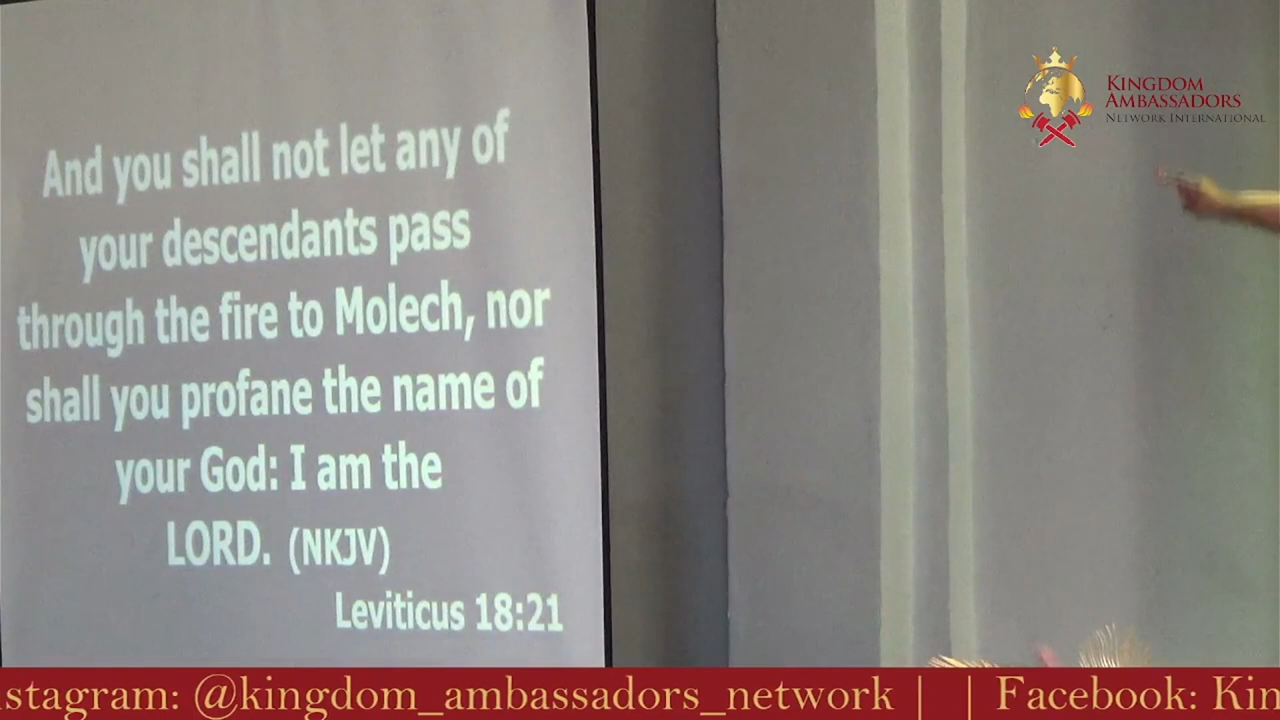 And you shall not let any of
your descendants pass
through the fire to Molech, nor
shall you profane the name of
your God: I am the
LORD. (NKJV)
Leviticus 18:21
KINGDOM
AMBASSADORS
NETWORK INTERNATIONAL
nstagram: @kingdom_ambassadors_network | | Facebook: Kin